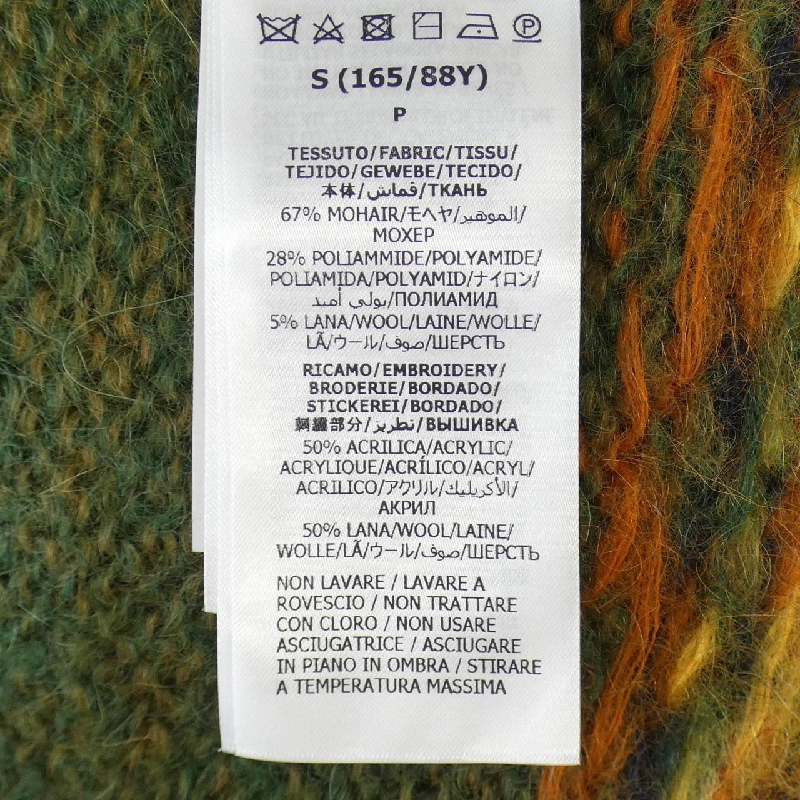 S (165/88Y)
P
TESSUTO/FABRIC/TISSU/
TEJIDO/GEWEBE/TECIDO/
本体/قماش/ТКАНЬ
67% MOHAIR/モヘヤ/الموهير/
МОХЕР
28% POLIAMMIDE/POLYAMIDE/
POLIAMIDA/POLYAMID/ナイロン/
بولي أميد/ПОЛИАМИД
5% LANA/WOOL/LAINE/WOLLE/
LÃ/ウール/صوف/ШЕРСТЬ
RICAMO/EMBROIDERY/
BRODERIE/BORDADO/
STICKEREI/BORDADO/
刺繍部分/تطريز/ВЫШИВКА
50% ACRILICA/ACRYLIC/
ACRYLIQUE/ACRÍLICO/ACRYL/
ACRILICO/アクリル/الأكريليك/
АКРИЛ
50% LANA/WOOL/LAINE/
WOLLE/LÃ/ウール/صوف/ШЕРСТЬ
NON LAVARE / LAVARE A
ROVESCIO / NON TRATTARE
CON CLORO / NON USARE
ASCIUGATRICE / ASCIUGARE
IN PIANO IN OMBRA / STIRARE
A TEMPERATURA MASSIMA